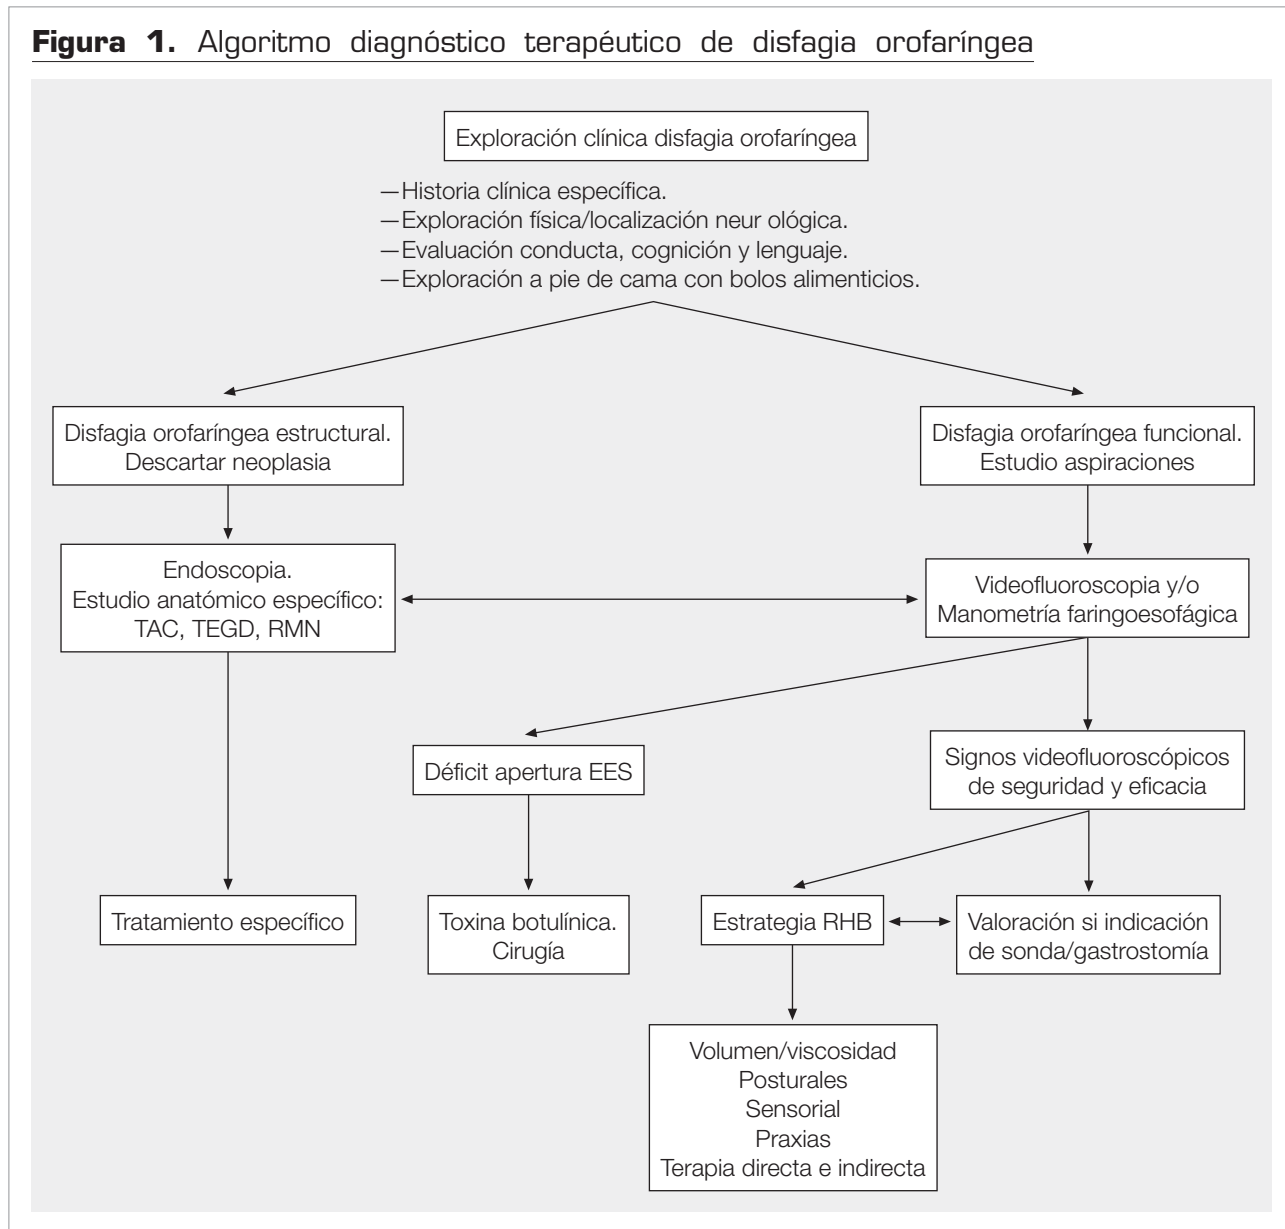 Figura 1. Algoritmo diagnóstico terapéutico de disfagia orofaríngea
Exploración clínica disfagia orofaríngea
—Historia clínica específica.
—Exploración física/localización neur ológica.
—Evaluación conducta, cognición y lenguaje.
—Exploración a pie de cama con bolos alimenticios.
Disfagia orofaríngea estructural.
Descartar neoplasia
Disfagia orofaríngea funcional.
Estudio aspiraciones
Endoscopia.
Estudio anatómico específico:
TAC, TEGD, RMN
Videofluoroscopia y/o
Manometría faringoesofágica
Déficit apertura EES
Signos videofluoroscópicos
de seguridad y eficacia
Tratamiento específico
Toxina botulínica.
Cirugía
Estrategia RHB
Valoración si indicación
de sonda/gastrostomía
Volumen/viscosidad
Posturales
Sensorial
Praxias
Terapia directa e indirecta